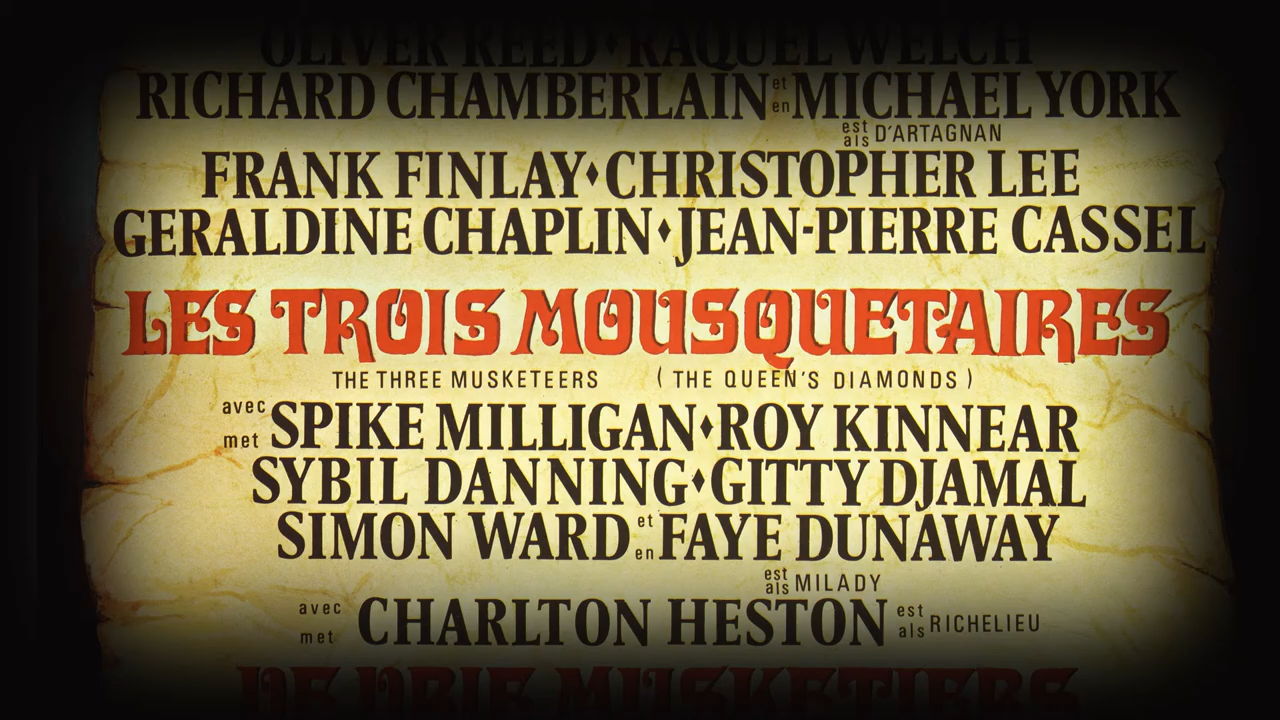 OLIVER REED♦RAQUEL WELCH
RICHARD CHAMBERLAIN et en MICHAEL YORK
est als D'ARTAGNAN
FRANK FINLAY♦CHRISTOPHER LEE
GERALDINE CHAPLIN♦JEAN-PIERRE CASSEL
LES TROIS MOUSQUETAIRES
THE THREE MUSKETEERS (THE QUEEN'S DIAMONDS)
avec met SPIKE MILLIGAN♦ROY KINNEAR
SYBIL DANNING♦GITTY DJAMAL
SIMON WARD et en FAYE DUNAWAY
est als MILADY
avec met CHARLTON HESTON est als RICHELIEU
DE DRIE MUSKETIERS